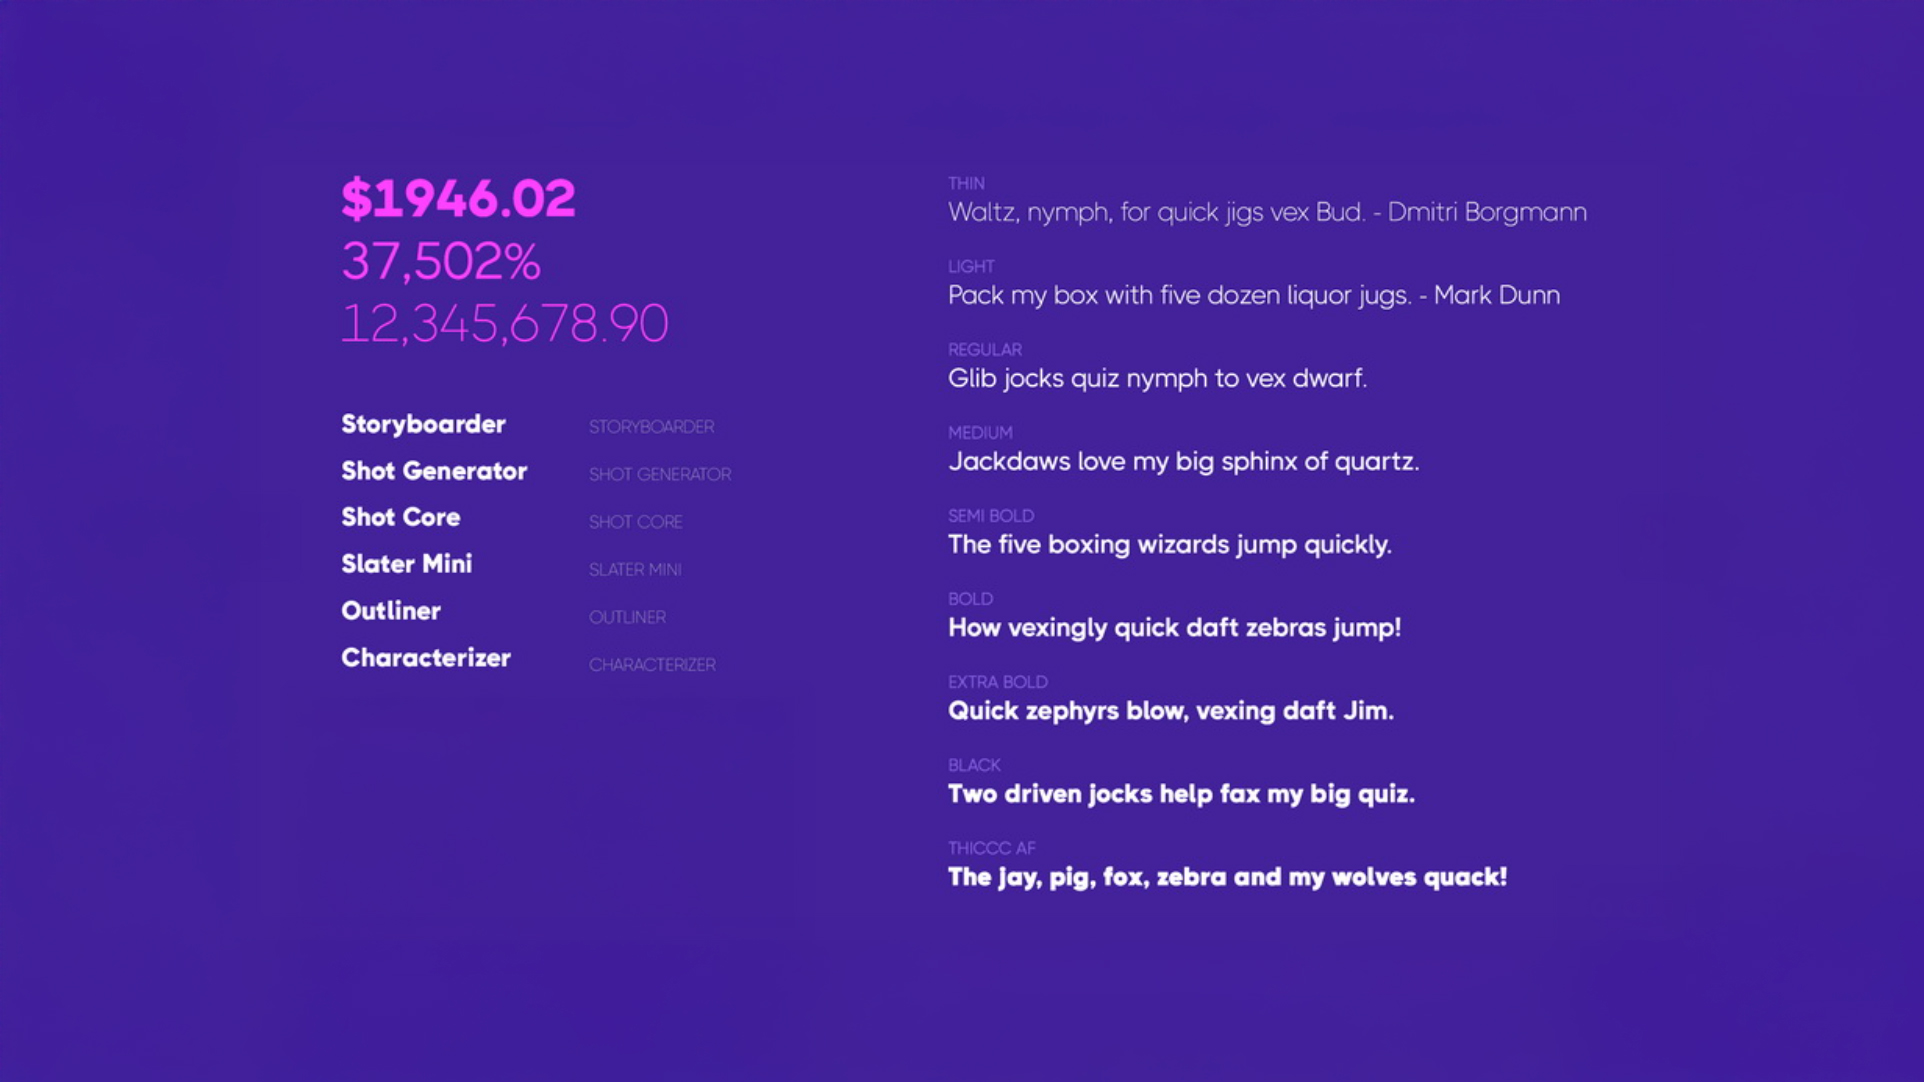 $1946.02
37,502%
12,345,678.90
Storyboarder STORYBOARDER
Shot Generator SHOT GENERATOR
Shot Core SHOT CORE
Slater Mini SLATER MINI
Outliner OUTLINER
Characterizer CHARACTERIZER
THIN
Waltz, nymph, for quick jigs vex Bud. - Dmitri Borgmann
LIGHT
Pack my box with five dozen liquor jugs. - Mark Dunn
REGULAR
Glib jocks quiz nymph to vex dwarf.
MEDIUM
Jackdaws love my big sphinx of quartz.
SEMI BOLD
The five boxing wizards jump quickly.
BOLD
How vexingly quick daft zebras jump!
EXTRA BOLD
Quick zephyrs blow, vexing daft Jim.
BLACK
Two driven jocks help fax my big quiz.
THICCC AF
The jay, pig, fox, zebra and my wolves quack!